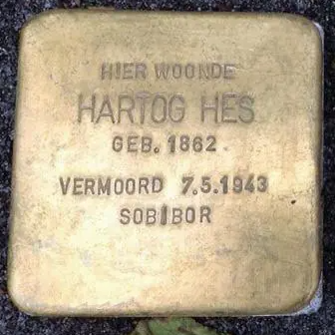 HIER WOONDE
HARTOG HES
GEB. 1862
VERMOORD 7.5.1943
SOBIBOR